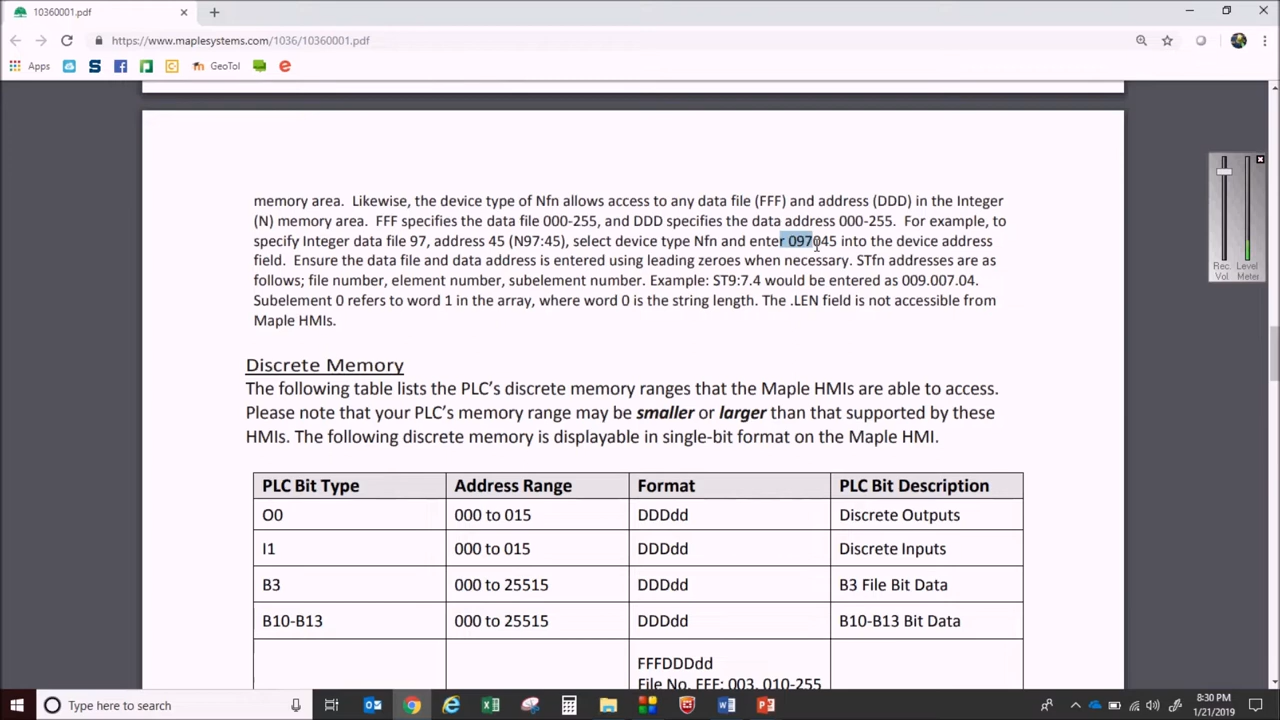 10360001.pdf
https://www.maplesystems.com/1036/10360001.pdf
Apps
GeoTol
memory area. Likewise, the device type of Nfn allows access to any data file (FFF) and address (DDD) in the Integer
(N) memory area. FFF specifies the data file 000-255, and DDD specifies the data address 000-255. For example, to
specify Integer data file 97, address 45 (N97:45), select device type Nfn and enter 097045 into the device address
field. Ensure the data file and data address is entered using leading zeroes when necessary. STfn addresses are as
follows; file number, element number, subelement number. Example: ST9:7.4 would be entered as 009.007.04.
Subelement 0 refers to word 1 in the array, where word 0 is the string length. The .LEN field is not accessible from
Maple HMIs.
Discrete Memory
The following table lists the PLC's discrete memory ranges that the Maple HMIs are able to access.
Please note that your PLC's memory range may be smaller or larger than that supported by these
HMIs. The following discrete memory is displayable in single-bit format on the Maple HMI.
PLC Bit Type Address Range Format PLC Bit Description
O0 000 to 015 DDDdd Discrete Outputs
I1 000 to 015 DDDdd Discrete Inputs
B3 000 to 25515 DDDdd B3 File Bit Data
B10-B13 000 to 25515 DDDdd B10-B13 Bit Data
FFFDDDdd
File No. FFF: 003, 010-255
Rec. Vol Level Meter
Type here to search
8:30 PM
1/21/2019